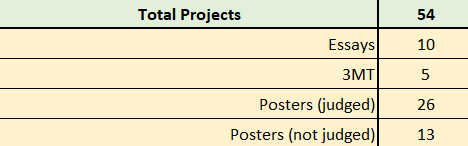 Total Projects 54
Essays 10
3MT 5
Posters (judged) 26
Posters (not judged) 13